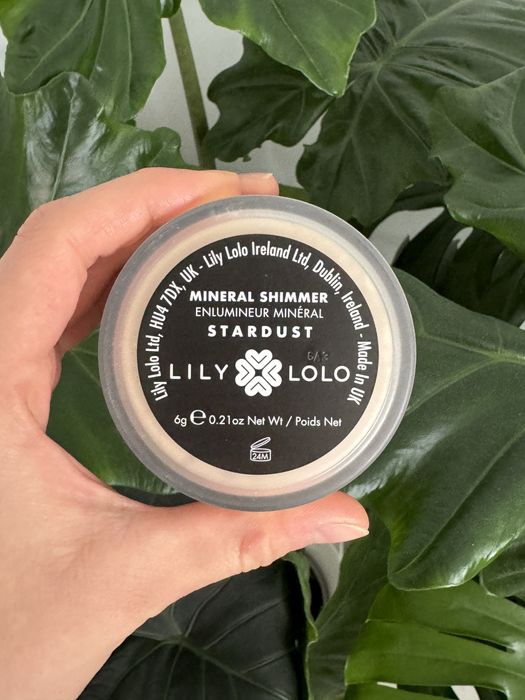 Lily Lolo Ltd, HU4 7DX, UK - Lily Lolo Ireland Ltd, Dublin, Ireland - Made in UK
MINERAL SHIMMER
ENLUMINEUR MINÉRAL
STARDUST
LILY LOLO
6g ℮ 0.21oz Net Wt / Poids Net
24M